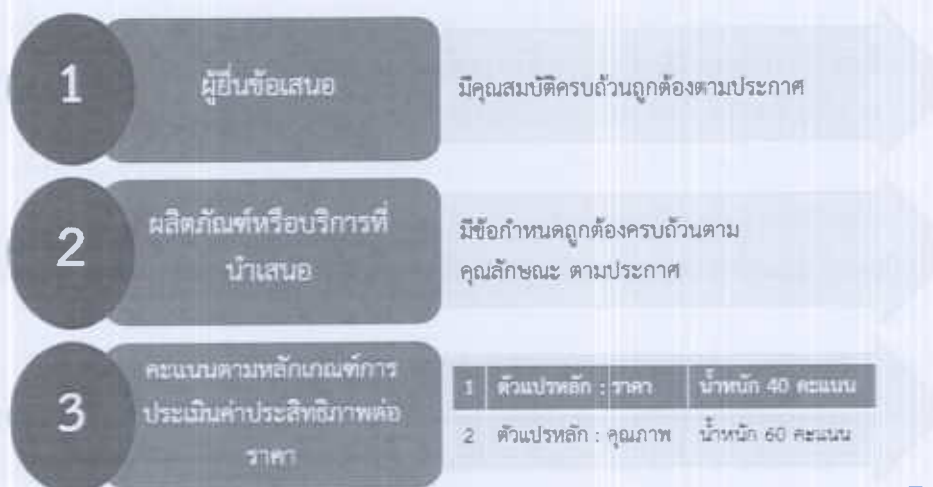 1
ผู้ยื่นข้อเสนอ
มีคุณสมบัติครบถ้วนถูกต้องตามประกาศ
2
ผลิตภัณฑ์หรือบริการที่
นำเสนอ
มีข้อกำหนดถูกต้องครบถ้วนตาม
คุณลักษณะ ตามประกาศ
3
คะแนนตามหลักเกณฑ์การ
ประเมินค่าประสิทธิภาพต่อ
ราคา
1 ตัวแปรหลัก : ราคา น้ำหนัก 40 คะแนน
2 ตัวแปรหลัก : คุณภาพ น้ำหนัก 60 คะแนน